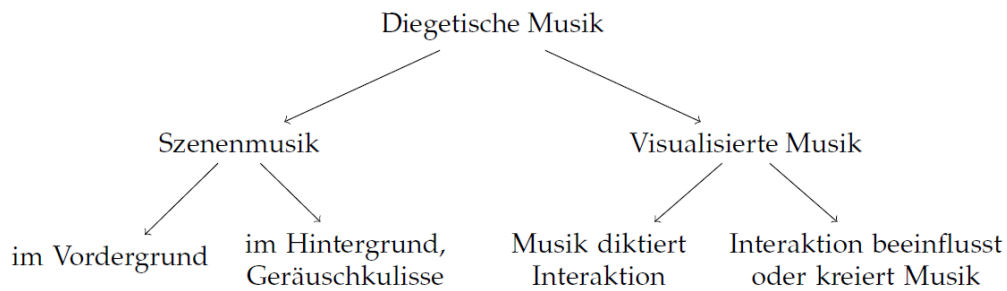 Diegetische Musik
Szenenmusik
Visualisierte Musik
im Vordergrund
im Hintergrund,
Geräuschkulisse
Musik diktiert
Interaktion
Interaktion beeinflusst
oder kreiert Musik